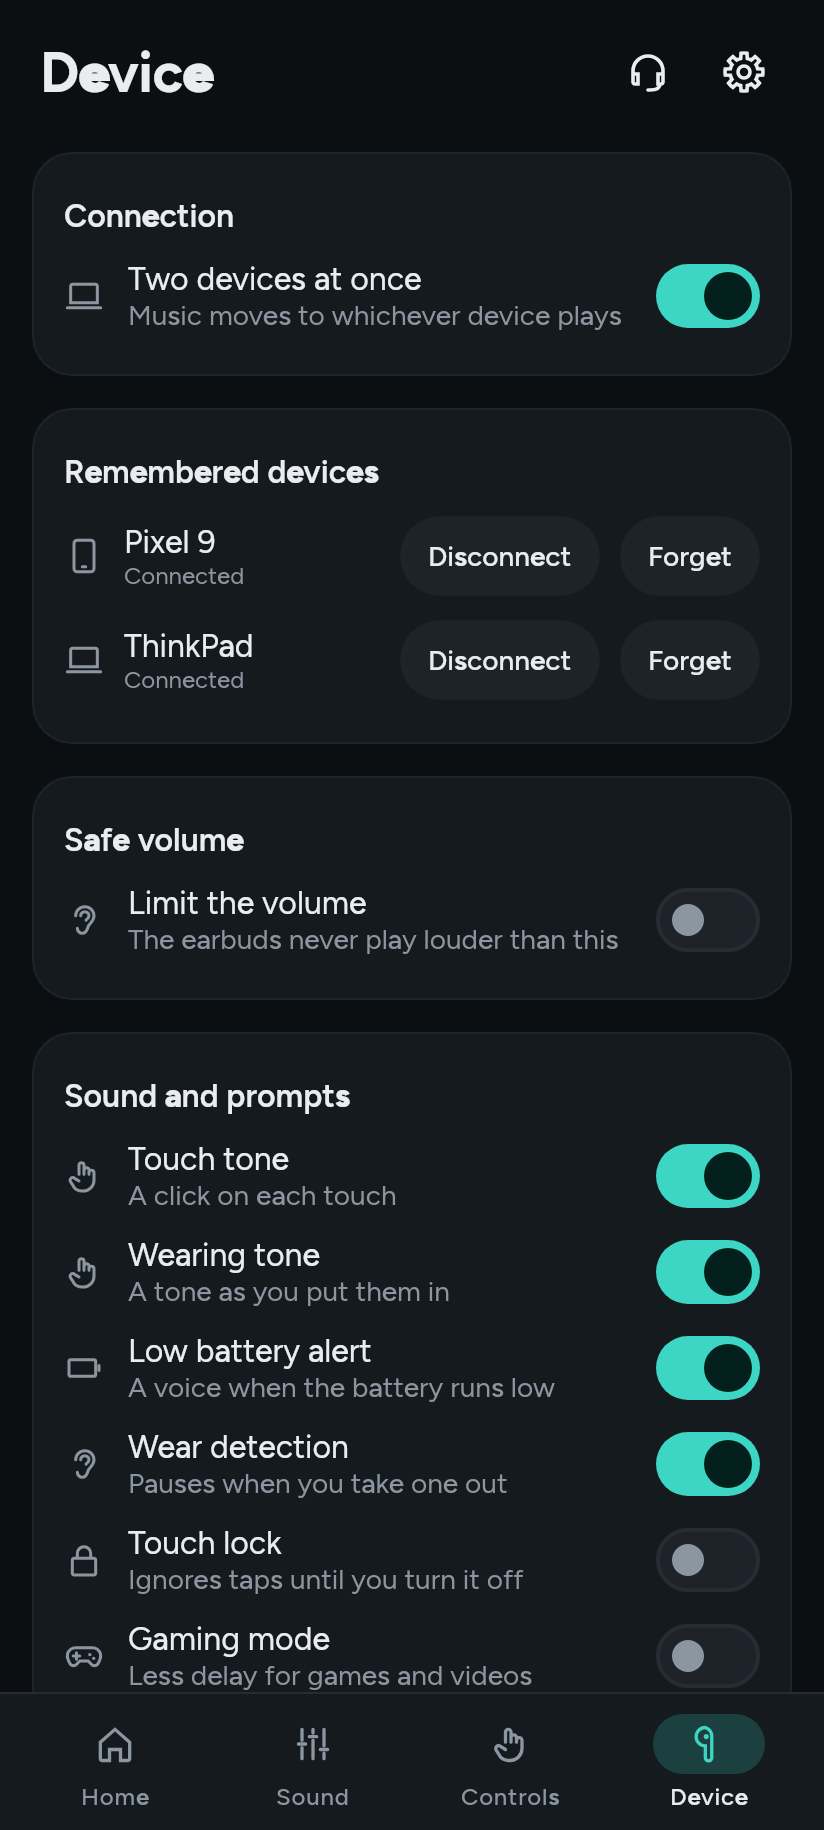 Device
Connection
Two devices at once
Music moves to whichever device plays
Remembered devices
Pixel 9
Connected
Disconnect
Forget
ThinkPad
Connected
Disconnect
Forget
Safe volume
Limit the volume
The earbuds never play louder than this
Sound and prompts
Touch tone
A click on each touch
Wearing tone
A tone as you put them in
Low battery alert
A voice when the battery runs low
Wear detection
Pauses when you take one out
Touch lock
Ignores taps until you turn it off
Gaming mode
Less delay for games and videos
Home
Sound
Controls
Device